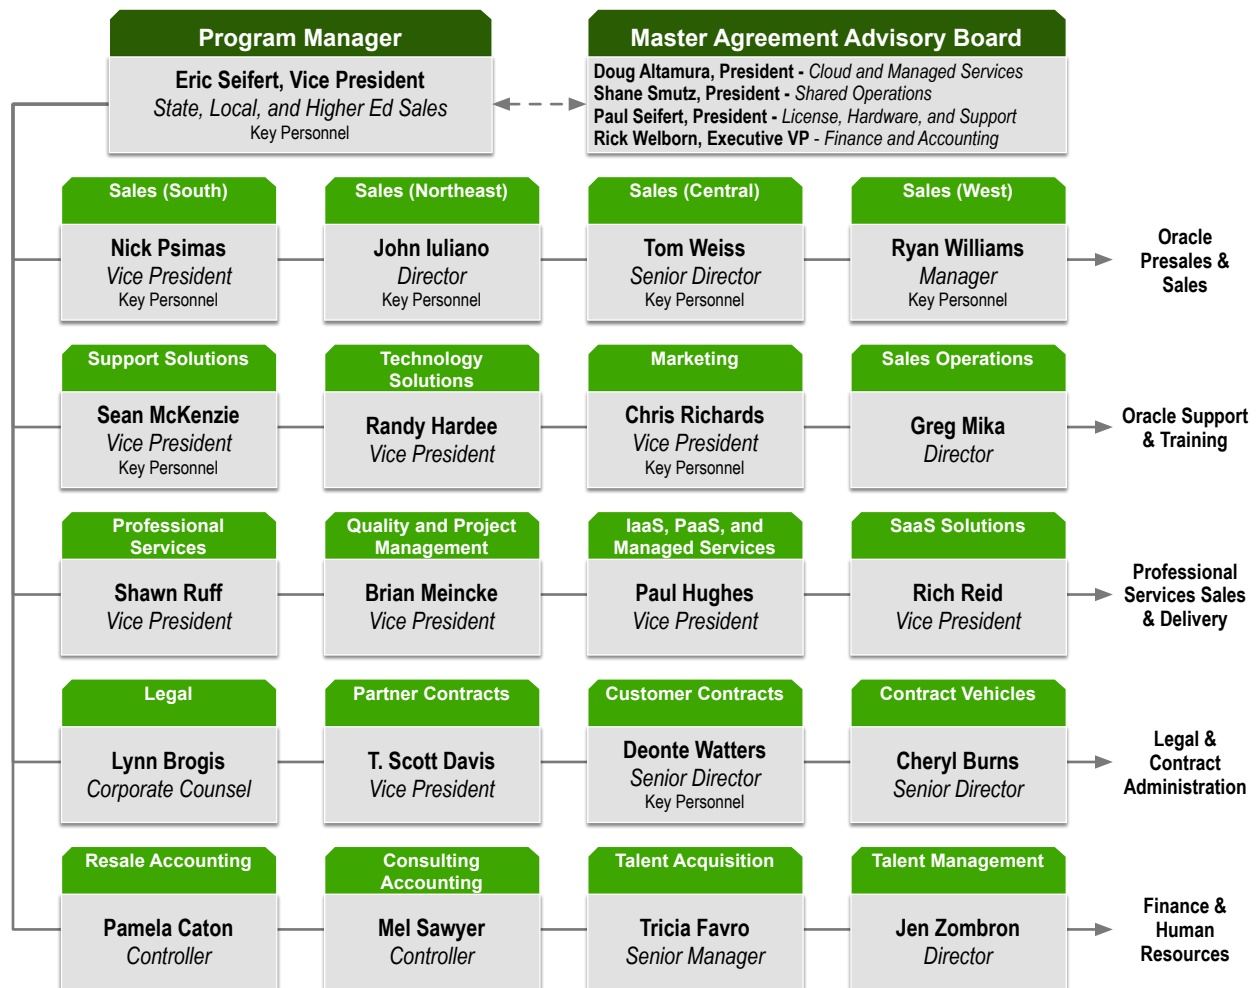 Program Manager
Eric Seifert, Vice President
State, Local, and Higher Ed Sales
Key Personnel
Master Agreement Advisory Board
Doug Altamura, President - Cloud and Managed Services
Shane Smutz, President - Shared Operations
Paul Seifert, President - License, Hardware, and Support
Rick Welborn, Executive VP - Finance and Accounting
Sales (South)
Nick Psimas
Vice President
Key Personnel
Sales (Northeast)
John Iuliano
Director
Key Personnel
Sales (Central)
Tom Weiss
Senior Director
Key Personnel
Sales (West)
Ryan Williams
Manager
Key Personnel
Oracle
Presales &
Sales
Support Solutions
Sean McKenzie
Vice President
Key Personnel
Technology
Solutions
Randy Hardee
Vice President
Marketing
Chris Richards
Vice President
Key Personnel
Sales Operations
Greg Mika
Director
Oracle Support
& Training
Professional
Services
Shawn Ruff
Vice President
Quality and Project
Management
Brian Meincke
Vice President
IaaS, PaaS, and
Managed Services
Paul Hughes
Vice President
SaaS Solutions
Rich Reid
Vice President
Professional
Services Sales
& Delivery
Legal
Lynn Brogis
Corporate Counsel
Partner Contracts
T. Scott Davis
Vice President
Customer Contracts
Deonte Watters
Senior Director
Key Personnel
Contract Vehicles
Cheryl Burns
Senior Director
Legal &
Contract
Administration
Resale Accounting
Pamela Caton
Controller
Consulting
Accounting
Mel Sawyer
Controller
Talent Acquisition
Tricia Favro
Senior Manager
Talent Management
Jen Zombron
Director
Finance &
Human
Resources